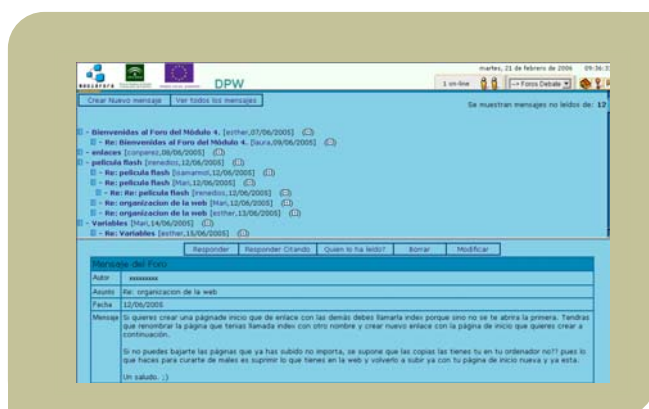 martes, 21 de febrero de 2006 09:36:3
DPW
1 on-line --> Foros Debate
Crear Nuevo mensaje Ver todos los mensajes
Se muestran mensajes no leídos de: 12
- Bienvenidas al Foro del Módulo 4. [esther,07/06/2005]
- Re: Bienvenidas al Foro del Módulo 4. [laura,09/06/2005]
- enlaces [conperez,08/06/2005]
- pelicula flash [irenedios,12/06/2005]
- Re: pelicula flash [isamarmol,12/06/2005]
- Re: pelicula flash [Mari,12/06/2005]
- Re: Re: pelicula flash [irenedios,12/06/2005]
- Re: organizacion de la web [Mari,12/06/2005]
- Re: organizacion de la web [esther,13/06/2005]
- Variables [Mari,14/06/2005]
- Re: Variables [esther,15/06/2005]
Responder Responder Citando Quien lo ha leido? Borrar Modificar
Mensaje del Foro
Autor xxxxxxxxx
Asunto Re: organizacion de la web
Fecha 12/06/2005
Mensaje Si quieres crear una páginade inicio que de enlace con las demás debes llamarla index porque sino no se te abrira la primera. Tendras
que renombrar la página que tenias llamada index con otro nombre y crear nuevo enlace con la página de inicio que quieres crear a
continuación.
Si no puedes bajarte las páginas que ya has subido no importa, se supone que las copias las tienes tu en tu ordenador no?? pues lo
que haces para curarte de males es suprimir lo que tienes en la web y volverlo a subir ya con tu página de inicio nueva y ya esta.
Un saludo. ;)